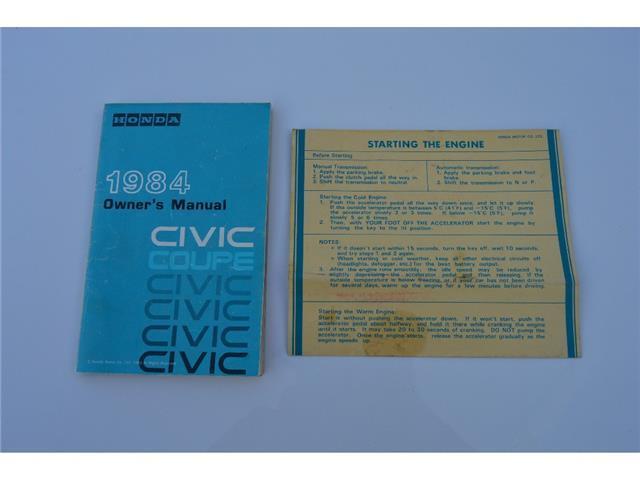 HONDA
1984
Owner's Manual
CIVIC
COUPE
CIVIC
CIVIC
CIVIC
CIVIC
HONDA MOTOR CO., LTD.
STARTING THE ENGINE
Before Starting
Manual Transmission:
1. Apply the parking brake.
2. Push the clutch pedal all the way in.
3. Shift the transmission to neutral.
Automatic transmission:
1. Apply the parking brake and foot
brake.
2. Shift the transmission to N or P.
Starting the Cold Engine:
1. Push the accelerator pedal all the way down once, and let it up slowly.
If the outside temperature is between 5°C (41°F) and -15°C (5°F), pump
the accelerator slowly 2 or 3 times. If below -15°C (5°F), pump it
slowly 5 or 6 times.
2. Then, with YOUR FOOT OFF THE ACCELERATOR start the engine by
turning the key to the III position.
NOTES:
If it doesn't start within 15 seconds, turn the key off, wait 10 seconds,
and try steps 1 and 2 again.
When starting in cold weather, keep all other electrical circuits off
(headlights, defogger, etc.) for the best battery output.
3. After the engine runs smoothly, the idle speed may be reduced by
slightly depressing the accelerator pedal and then releasing. If the
outside temperature is below freezing, or if your car has not been driven
for several days, warm up the engine for a few minutes before driving.
Starting the Warm Engine:
Start it without pushing the accelerator down. If it won't start, push the
accelerator pedal about halfway, and hold it there while cranking the engine
until it starts. It may take 20 to 30 seconds of cranking. DO NOT pump the
accelerator. Once the engine starts, release the accelerator gradually as the
engine speeds up.